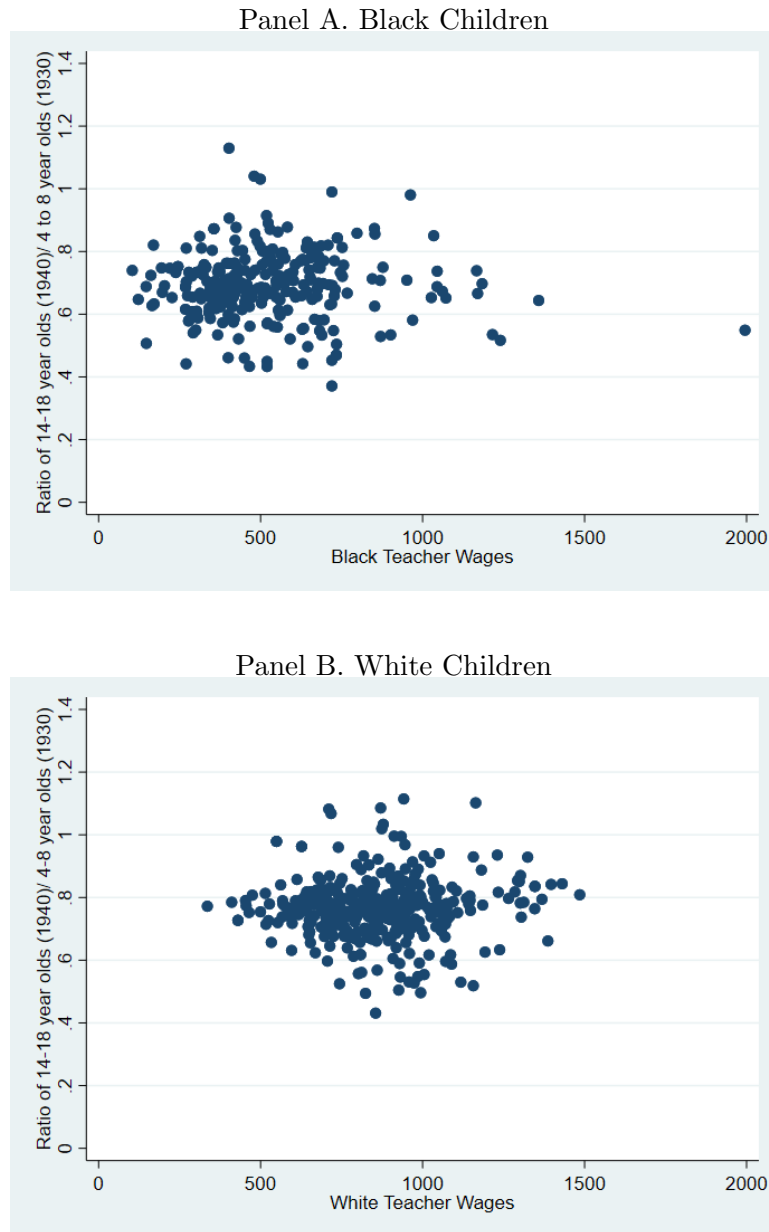 Panel A. Black Children
Ratio of 14-18 year olds (1940)/ 4 to 8 year olds (1930)
1.4
1.2
1
.8
.6
.4
.2
0
0 500 1000 1500 2000
Black Teacher Wages
Panel B. White Children
Ratio of 14-18 year olds (1940)/ 4-8 year olds (1930)
1.4
1.2
1
.8
.6
.4
.2
0
0 500 1000 1500 2000
White Teacher Wages